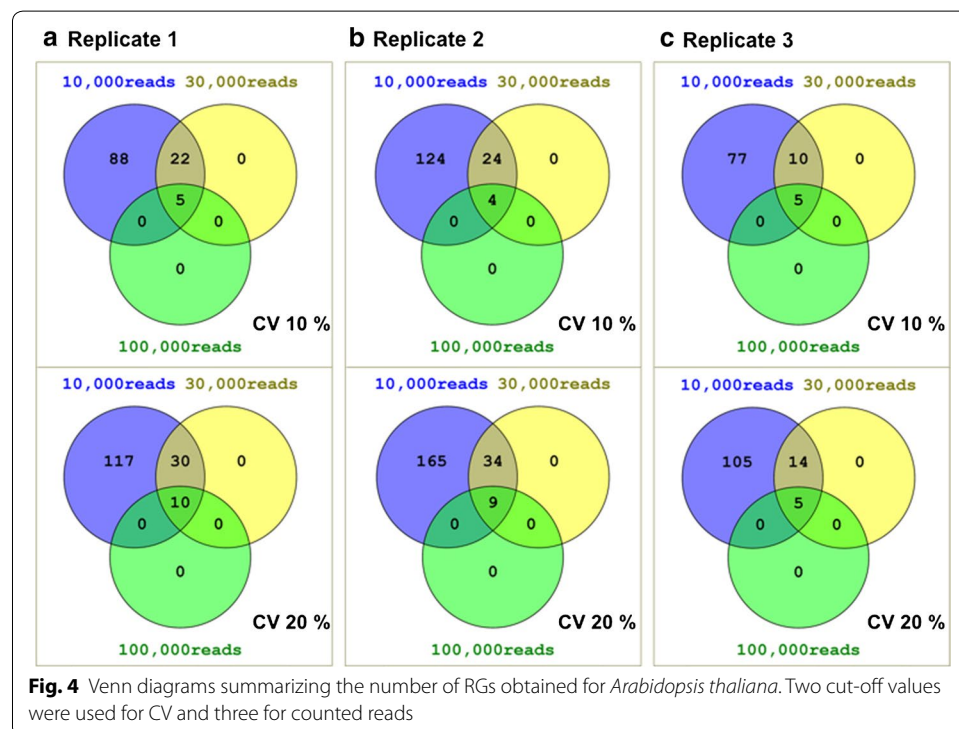 a Replicate 1
b Replicate 2
c Replicate 3
10,000reads 30,000reads
88 22 0
5
0 0
0
CV 10 %
100,000reads
10,000reads 30,000reads
124 24 0
4
0 0
0
CV 10 %
100,000reads
10,000reads 30,000reads
77 10 0
5
0 0
0
CV 10 %
100,000reads
10,000reads 30,000reads
117 30 0
10
0 0
0
CV 20 %
100,000reads
10,000reads 30,000reads
165 34 0
9
0 0
0
CV 20 %
100,000reads
10,000reads 30,000reads
105 14 0
5
0 0
0
CV 20 %
100,000reads
Fig. 4 Venn diagrams summarizing the number of RGs obtained for Arabidopsis thaliana. Two cut-off values
were used for CV and three for counted reads